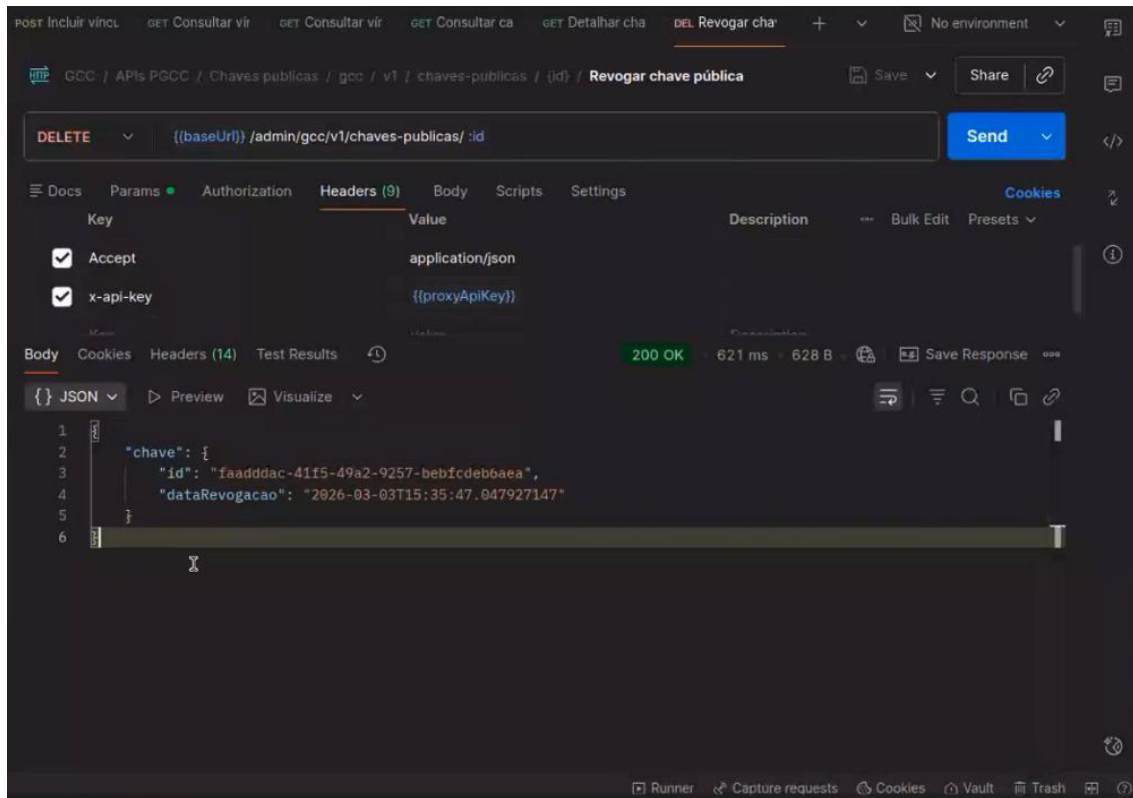 POST Incluir víncu GET Consultar vír GET Consultar vír GET Consultar ca GET Detalhar cha DEL Revogar cha No environment
HTTP GCC / APIs PGCC / Chaves publicas / gcc / v1 / chaves-publicas / {id} / Revogar chave pública Save Share
DELETE {{baseUrl}} /admin/gcc/v1/chaves-publicas/ :id Send
Docs Params Authorization Headers (9) Body Scripts Settings Cookies
Key Value Description Bulk Edit Presets
Accept application/json
x-api-key {{proxyApiKey}}
Body Cookies Headers (14) Test Results 200 OK 621 ms 628 B Save Response
{} JSON Preview Visualize
1 {
2 "chave": {
3 "id": "faadddac-41f5-49a2-9257-bebfcdeb6aea",
4 "dataRevogacao": "2026-03-03T15:35:47.047927147"
5 }
6 }
Runner Capture requests Cookies Vault Trash